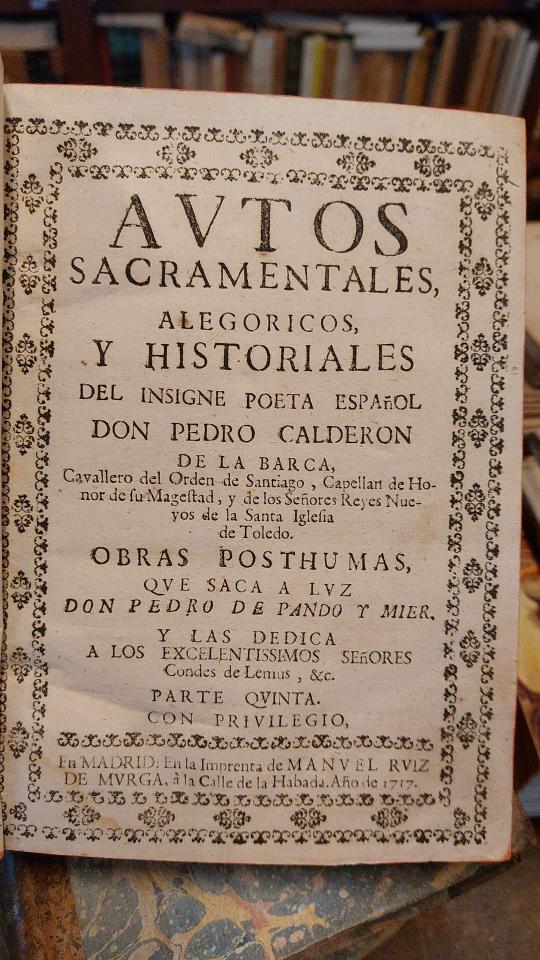 AVTOS
SACRAMENTALES,
ALEGORICOS,
Y HISTORIALES
DEL INSIGNE POETA ESPAñOL
DON PEDRO CALDERON
DE LA BARCA,
Cavallero del Orden de Santiago, Capellan de Ho-
nor de ſu Mageſtad, y de los Señores Reyes Nue-
vos de la Santa Igleſia
de Toledo.
OBRAS POSTHUMAS,
QVE SACA A LVZ
DON PEDRO DE PANDO Y MIER.
Y LAS DEDICA
A LOS EXCELENTISSIMOS SEñORES
Condes de Lemus, &c.
PARTE QVINTA.
CON PRIVILEGIO,
En MADRID: En la Imprenta de MANVEL RVIZ
DE MVRGA, à la Calle de la Habada. Año de 1717.